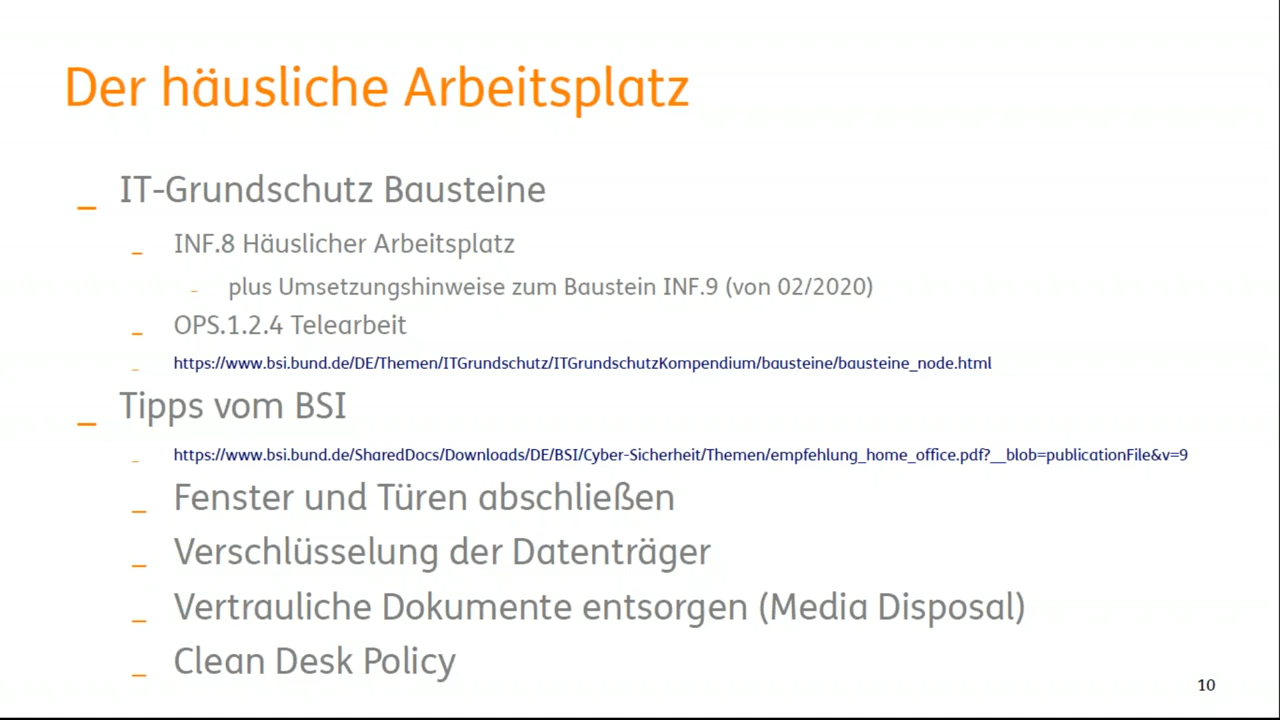 Der häusliche Arbeitsplatz
_ IT-Grundschutz Bausteine
_ INF.8 Häuslicher Arbeitsplatz
- plus Umsetzungshinweise zum Baustein INF.9 (von 02/2020)
_ OPS.1.2.4 Telearbeit
_ https://www.bsi.bund.de/DE/Themen/ITGrundschutz/ITGrundschutzKompendium/bausteine/bausteine_node.html
_ Tipps vom BSI
_ https://www.bsi.bund.de/SharedDocs/Downloads/DE/BSI/Cyber-Sicherheit/Themen/empfehlung_home_office.pdf?__blob=publicationFile&v=9
_ Fenster und Türen abschließen
_ Verschlüsselung der Datenträger
_ Vertrauliche Dokumente entsorgen (Media Disposal)
_ Clean Desk Policy
10